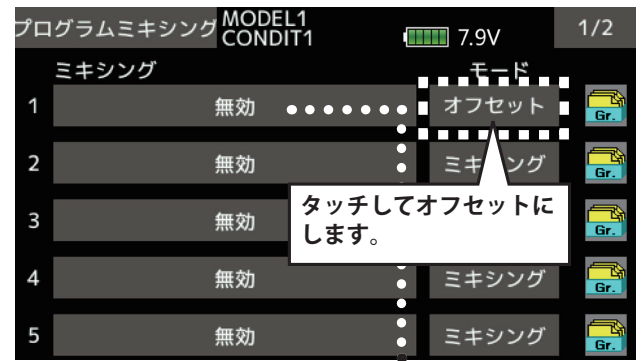 プログラムミキシング MODEL1 CONDIT1 7.9V 1/2
ミキシング モード
1 無効 オフセット Gr.
2 無効 ミキシング Gr.
タッチしてオフセットに
します。
3 無効 Gr.
4 無効 ミキシング Gr.
5 無効 ミキシング Gr.